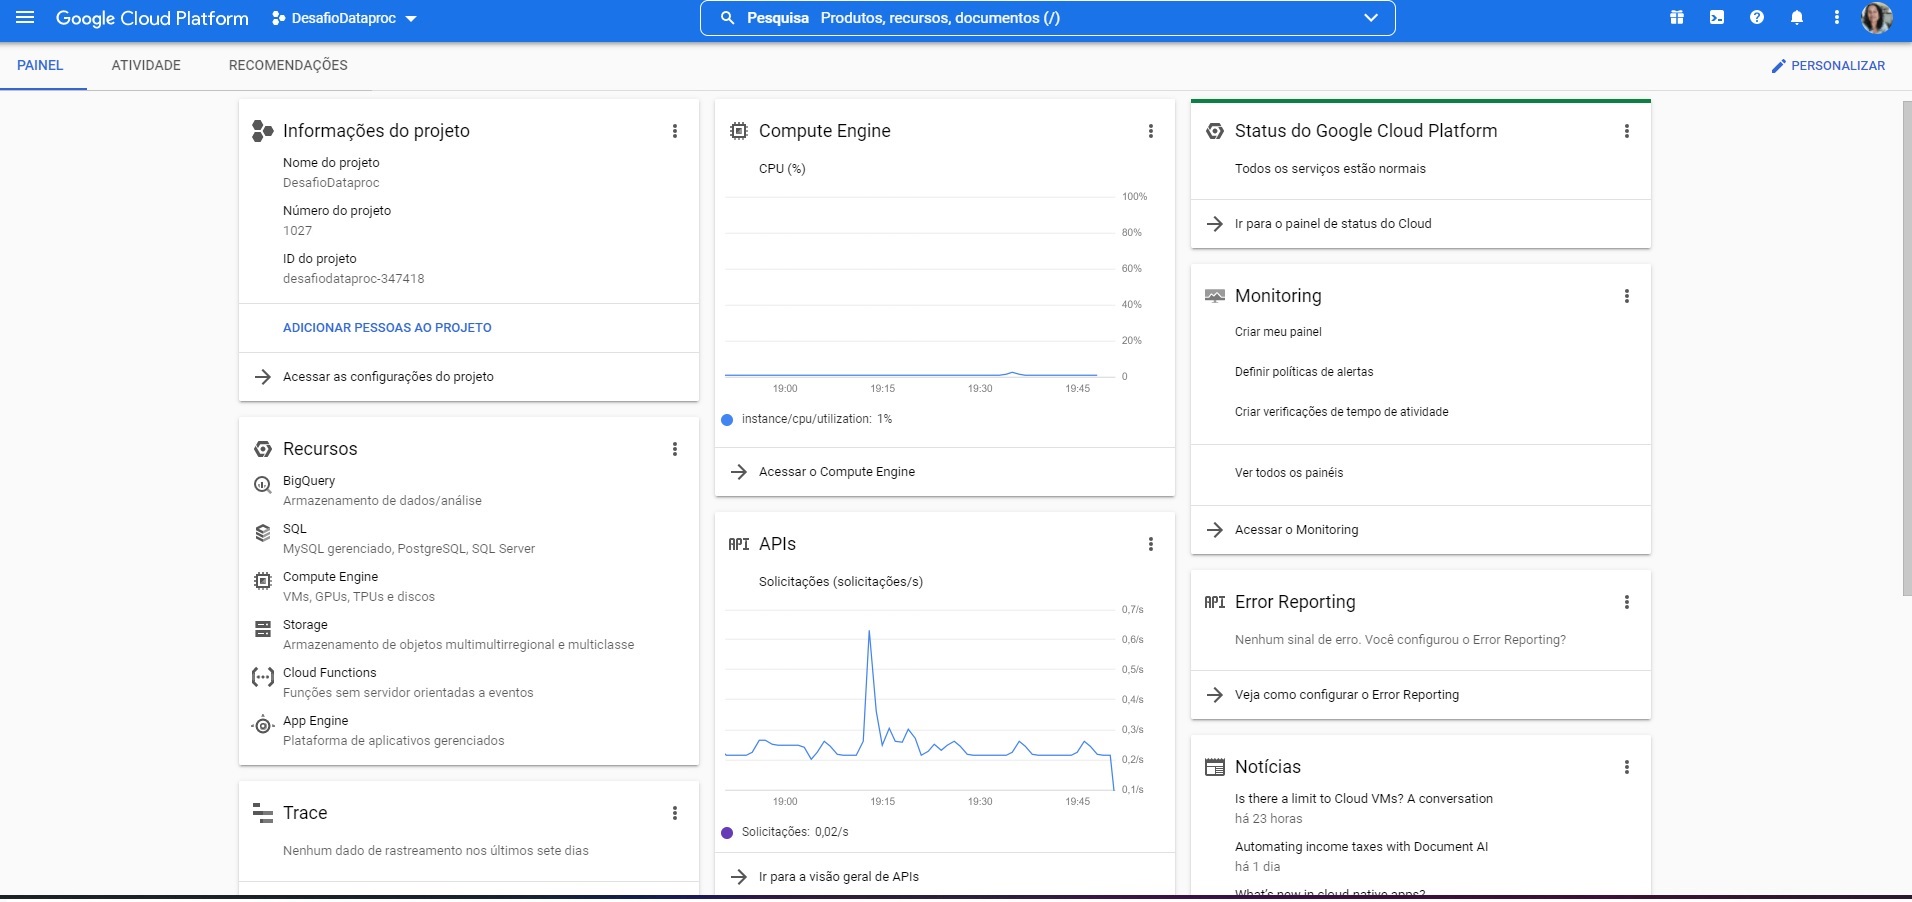 Google Cloud Platform
DesafioDataproc
Pesquisa Produtos, recursos, documentos (/)
PAINEL
ATIVIDADE
RECOMENDAÇÕES
PERSONALIZAR
Informações do projeto
Nome do projeto
DesafioDataproc
Número do projeto
1027
ID do projeto
desafiodataproc-347418
ADICIONAR PESSOAS AO PROJETO
Acessar as configurações do projeto
Recursos
BigQuery
Armazenamento de dados/análise
SQL
MySQL gerenciado, PostgreSQL, SQL Server
Compute Engine
VMs, GPUs, TPUs e discos
Storage
Armazenamento de objetos multimultirregional e multiclasse
Cloud Functions
Funções sem servidor orientadas a eventos
App Engine
Plataforma de aplicativos gerenciados
Trace
Nenhum dado de rastreamento nos últimos sete dias
Compute Engine
CPU (%)
100%
80%
60%
40%
20%
0
19:00 19:15 19:30 19:45
instance/cpu/utilization: 1%
Acessar o Compute Engine
API APIs
Solicitações (solicitações/s)
0,7/s
0,6/s
0,5/s
0,4/s
0,3/s
0,2/s
0,1/s
19:00 19:15 19:30 19:45
Solicitações: 0,02/s
Ir para a visão geral de APIs
Status do Google Cloud Platform
Todos os serviços estão normais
Ir para o painel de status do Cloud
Monitoring
Criar meu painel
Definir políticas de alertas
Criar verificações de tempo de atividade
Ver todos os painéis
Acessar o Monitoring
API Error Reporting
Nenhum sinal de erro. Você configurou o Error Reporting?
Veja como configurar o Error Reporting
Notícias
Is there a limit to Cloud VMs? A conversation
há 23 horas
Automating income taxes with Document AI
há 1 dia
What's new in cloud-native apps?